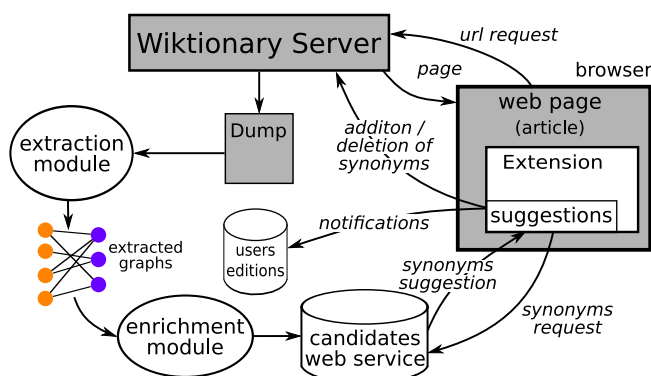 Wiktionary Server
url request
browser
page
web page
(article)
Dump
additon /
deletion of
synonyms
extraction
module
Extension
suggestions
notifications
extracted
graphs
users
editions
synonyms
suggestion
synonyms
request
enrichment
module
candidates
web service